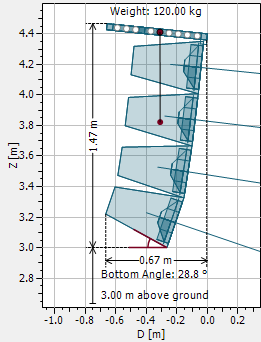 Weight: 120.00 kg
4.4
4.2
4.0
3.8
3.6
3.4
3.2
3.0
2.8
Z [m]
1.47 m
0.67 m
Bottom Angle: 28.8 °
3.00 m above ground
-1.0 -0.8 -0.6 -0.4 -0.2 0.0 0.2
D [m]